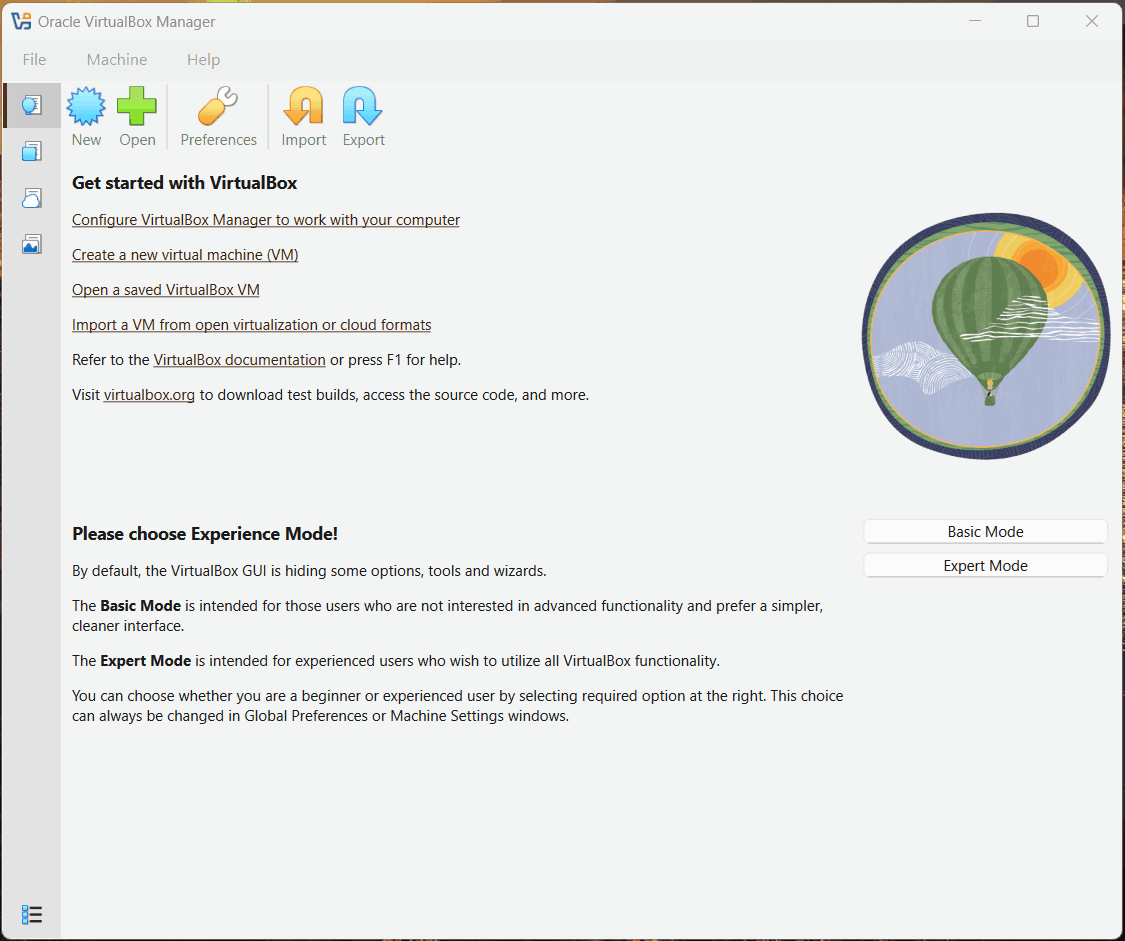 Oracle VirtualBox Manager
File Machine Help
New Open Preferences Import Export
Get started with VirtualBox
Configure VirtualBox Manager to work with your computer
Create a new virtual machine (VM)
Open a saved VirtualBox VM
Import a VM from open virtualization or cloud formats
Refer to the VirtualBox documentation or press F1 for help.
Visit virtualbox.org to download test builds, access the source code, and more.
Please choose Experience Mode!
By default, the VirtualBox GUI is hiding some options, tools and wizards.
The Basic Mode is intended for those users who are not interested in advanced functionality and prefer a simpler,
cleaner interface.
The Expert Mode is intended for experienced users who wish to utilize all VirtualBox functionality.
You can choose whether you are a beginner or experienced user by selecting required option at the right. This choice
can always be changed in Global Preferences or Machine Settings windows.
Basic Mode
Expert Mode